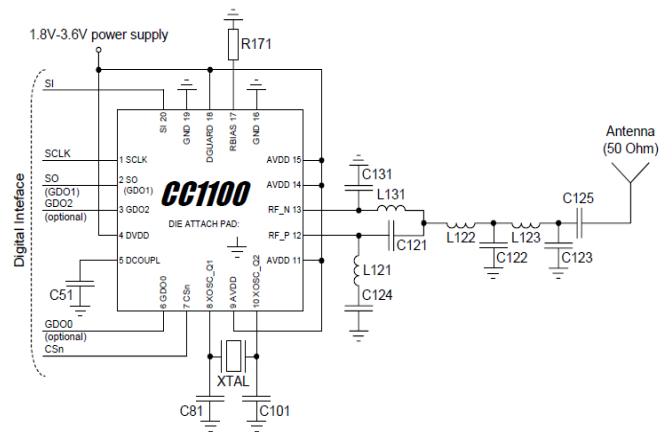 1.8V-3.6V power supply
R171
SI
SI 20
GND 19
DGUARD 18
RBIAS 17
GND 16
Antenna
(50 Ohm)
Digital Inteface
SCLK
1 SCLK
AVDD 15
SO
(GDO1)
2 SO
(GDO1)
CC1100
AVDD 14
C131
L131
C125
GDO2
(optional)
3 GDO2
RF_N 13
DIE ATTACH PAD:
4 DVDD
RF_P 12
C121
L122
L123
C122
C123
5 DCOUPL
AVDD 11
L121
C124
C51
6 GDO0
7 CSn
8 XOSC_Q1
9 AVDD
10 XOSC_Q2
GDO0
(optional)
CSn
XTAL
C81
C101